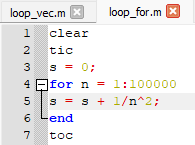 loop_vec.m loop_for.m
1 clear
2 tic
3 s = 0;
4 for n = 1:100000
5 s = s + 1/n^2;
6 end
7 toc